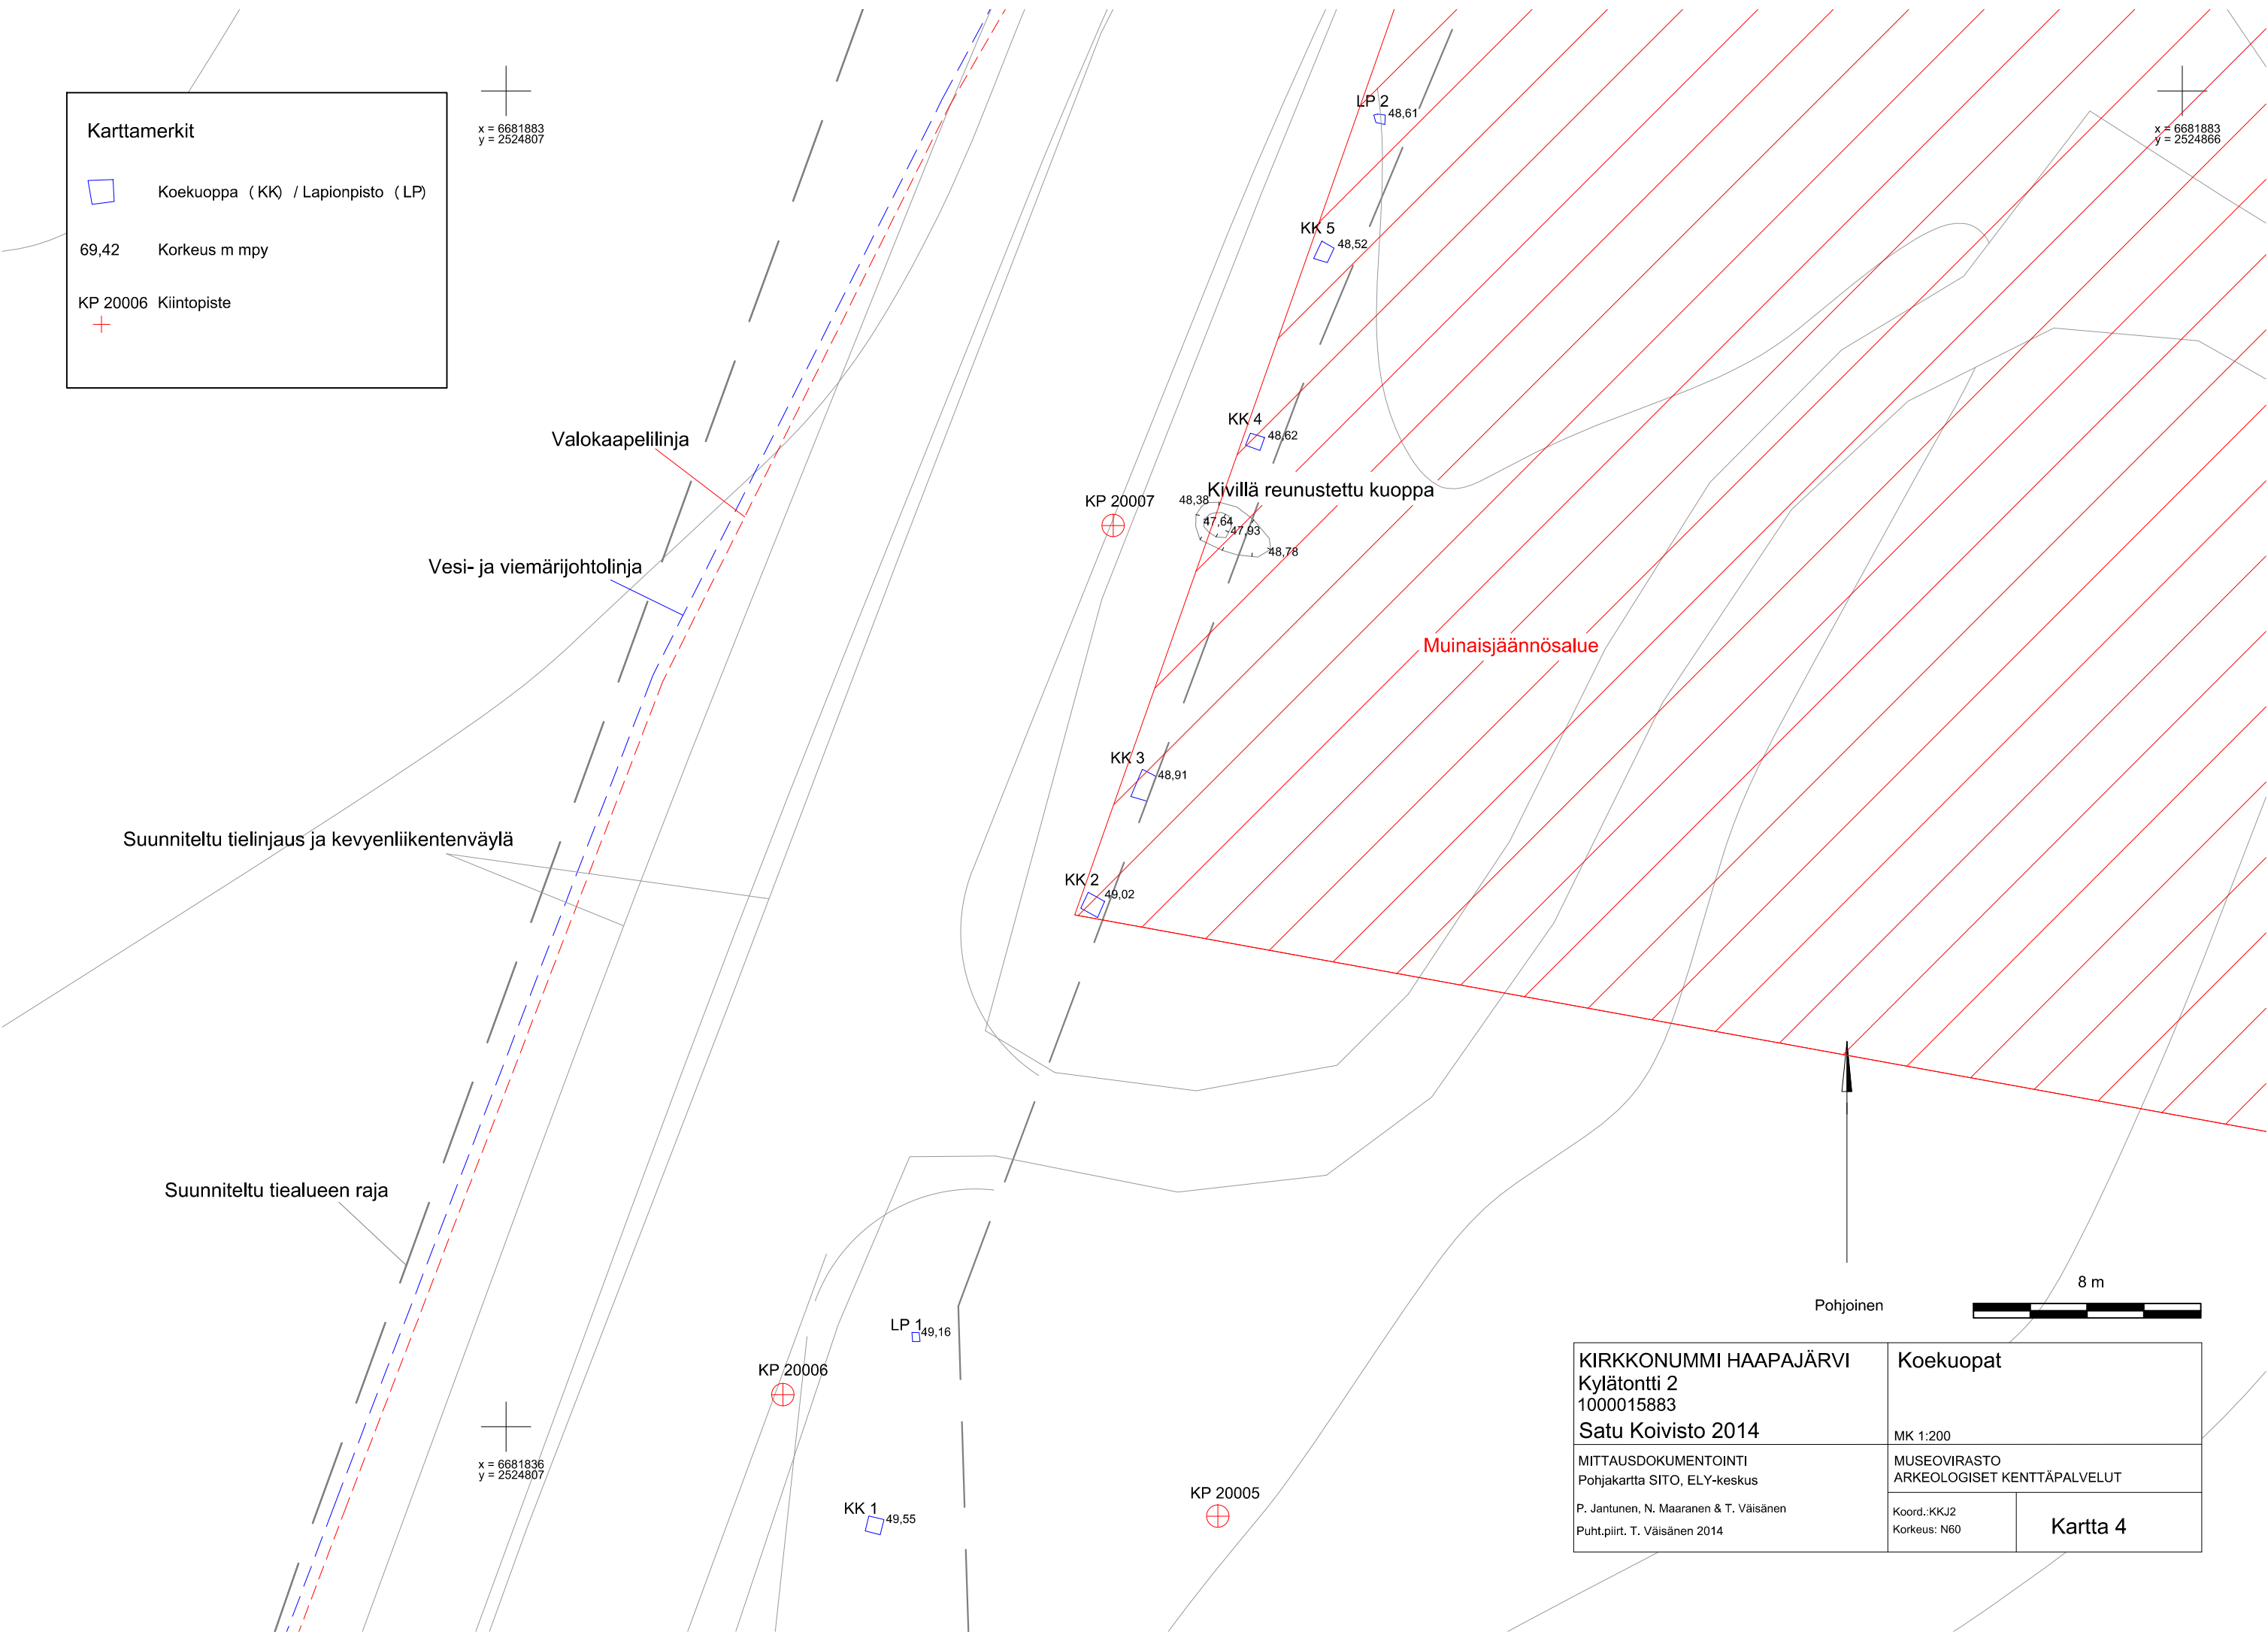 Karttamerkit
Koekuoppa (KK) / Lapionpisto (LP)
69,42 Korkeus m mpy
KP 20006 Kiintopiste
x = 6681883
y = 2524807
x = 6681883
y = 2524866
LP 2
48,61
KK 5
48,52
KK 4
48,62
Valokaapelilinja
Kivillä reunustettu kuoppa
KP 20007
48,38
47,64
47,93
48,78
Vesi- ja viemärijohtolinja
Muinaisjäännösalue
KK 3
48,91
Suunniteltu tielinjaus ja kevyenliikentenväylä
KK 2
49,02
Suunniteltu tiealueen raja
8 m
Pohjoinen
LP 1
49,16
KP 20006
x = 6681836
y = 2524807
KK 1
49,55
KP 20005
KIRKKONUMMI HAAPAJÄRVI
Kylätontti 2
1000015883
Satu Koivisto 2014
Koekuopat
MK 1:200
MITTAUSDOKUMENTOINTI
Pohjakartta SITO, ELY-keskus
P. Jantunen, N. Maaranen & T. Väisänen
Puht.piirt. T. Väisänen 2014
MUSEOVIRASTO
ARKEOLOGISET KENTTÄPALVELUT
Koord.:KKJ2
Korkeus: N60
Kartta 4